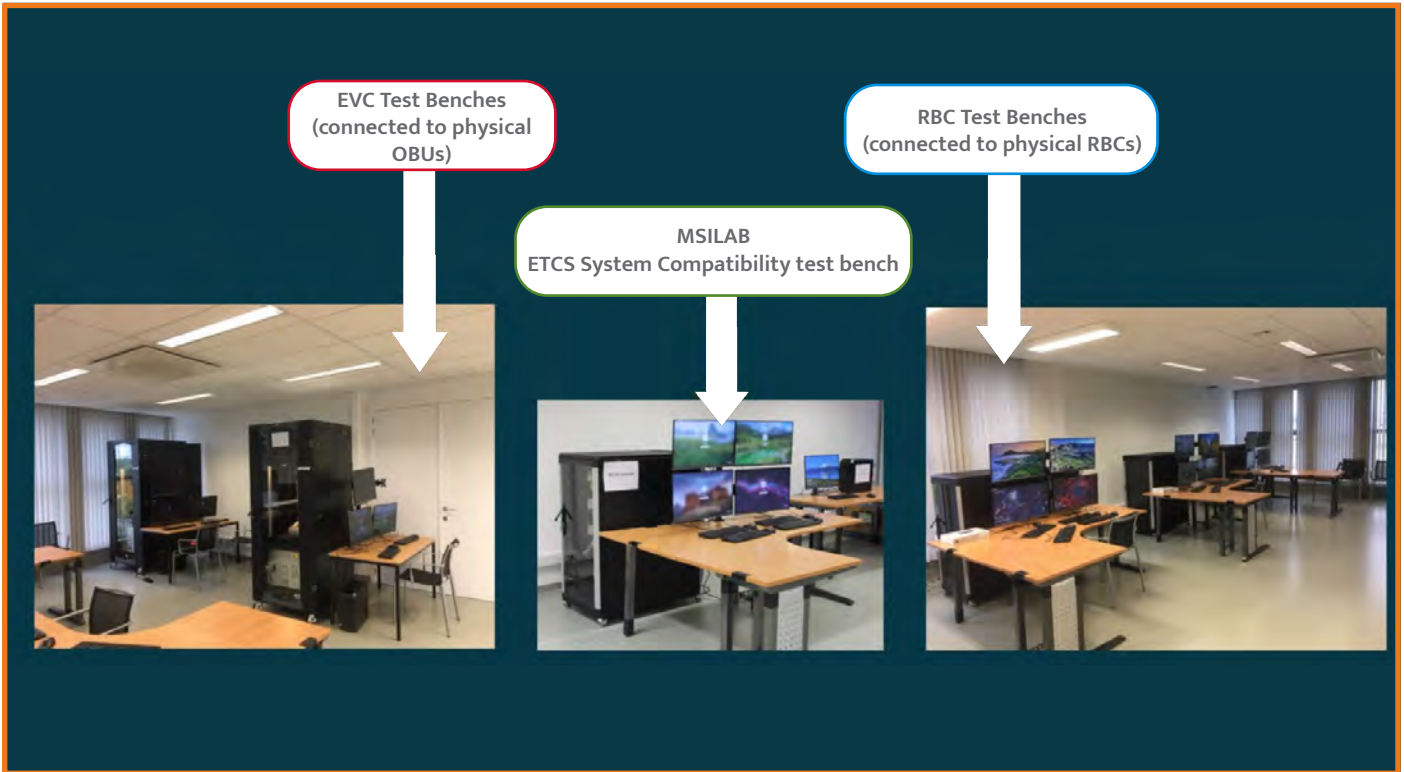 EVC Test Benches
(connected to physical
OBUs)
RBC Test Benches
(connected to physical RBCs)
MSILAB
ETCS System Compatibility test bench